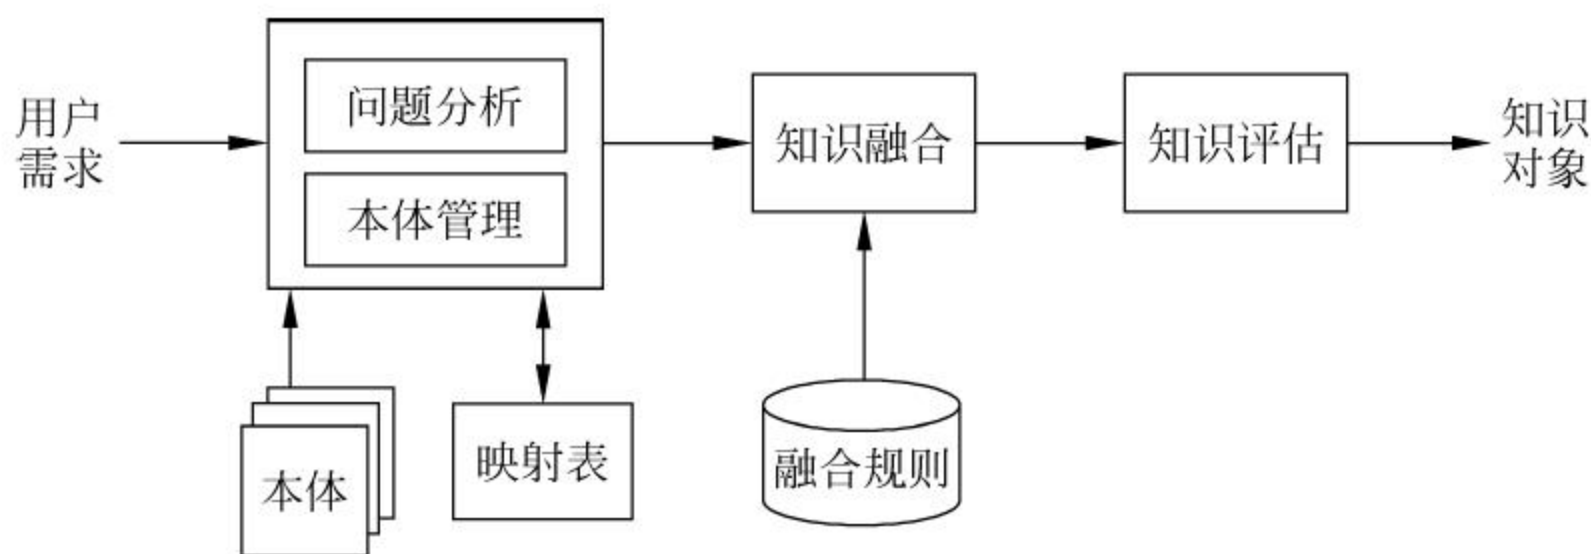 用户
需求
问题分析
本体管理
知识融合
知识评估
知识
对象
本体
映射表
融合规则